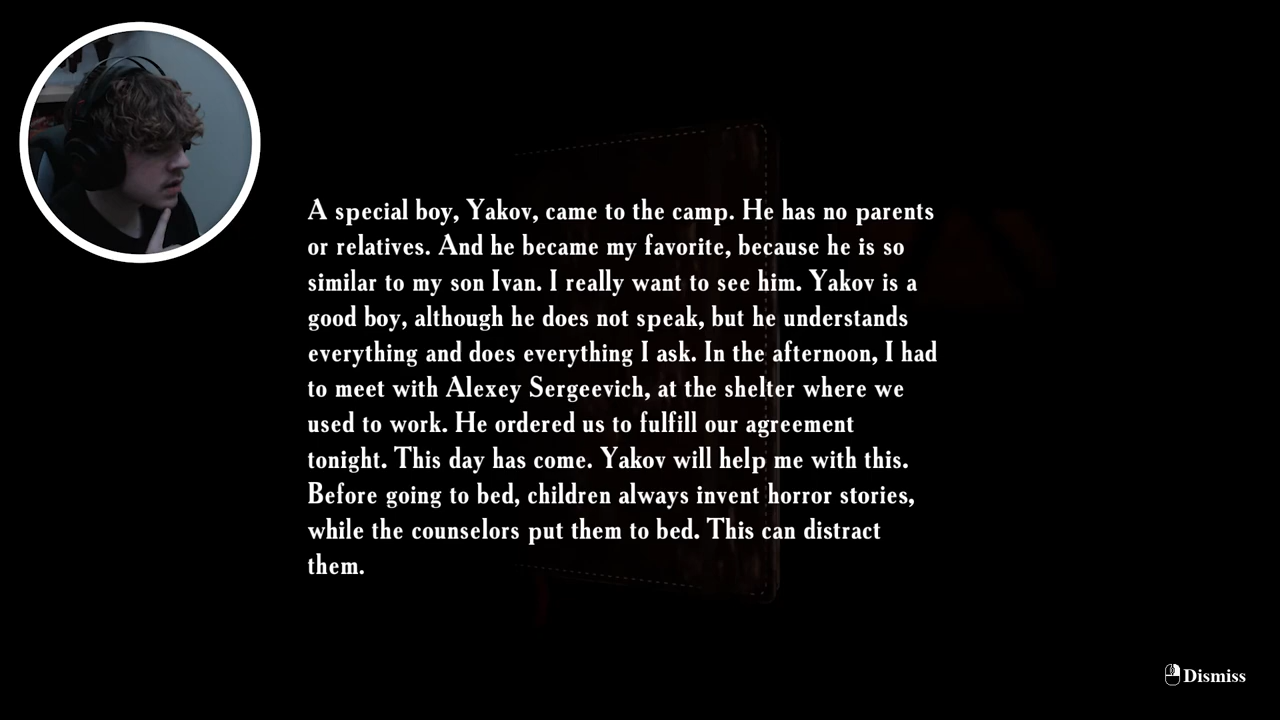 A special boy, Yakov, came to the camp. He has no parents
or relatives. And he became my favorite, because he is so
similar to my son Ivan. I really want to see him. Yakov is a
good boy, although he does not speak, but he understands
everything and does everything I ask. In the afternoon, I had
to meet with Alexey Sergeevich, at the shelter where we
used to work. He ordered us to fulfill our agreement
tonight. This day has come. Yakov will help me with this.
Before going to bed, children always invent horror stories,
while the counselors put them to bed. This can distract
them.
Dismiss